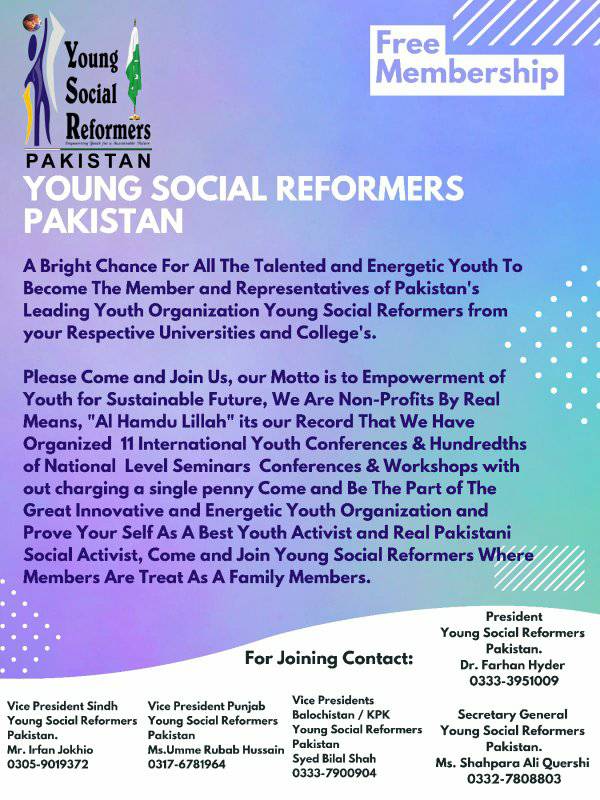 Young
Social
Reformers
Empowering Youth for a Sustainable Future
PAKISTAN
Free
Membership
YOUNG SOCIAL REFORMERS
PAKISTAN
A Bright Chance For All The Talented and Energetic Youth To
Become The Member and Representatives of Pakistan's
Leading Youth Organization Young Social Reformers from
your Respective Universities and College's.
Please Come and Join Us, our Motto is to Empowerment of
Youth for Sustainable Future, We Are Non-Profits By Real
Means, "Al Hamdu Lillah" its our Record That We Have
Organized 11 International Youth Conferences & Hundredths
of National Level Seminars Conferences & Workshops with
out charging a single penny Come and Be The Part of The
Great Innovative and Energetic Youth Organization and
Prove Your Self As A Best Youth Activist and Real Pakistani
Social Activist, Come and Join Young Social Reformers Where
Members Are Treat As A Family Members.
For Joining Contact:
President
Young Social Reformers
Pakistan.
Dr. Farhan Hyder
0333-3951009
Vice President Sindh
Young Social Reformers
Pakistan.
Mr. Irfan Jokhio
0305-9019372
Vice President Punjab
Young Social Reformers
Pakistan
Ms.Umme Rubab Hussain
0317-6781964
Vice Presidents
Balochistan / KPK
Young Social Reformers
Pakistan
Syed Bilal Shah
0333-7900904
Secretary General
Young Social Reformers
Pakistan.
Ms. Shahpara Ali Quershi
0332-7808803